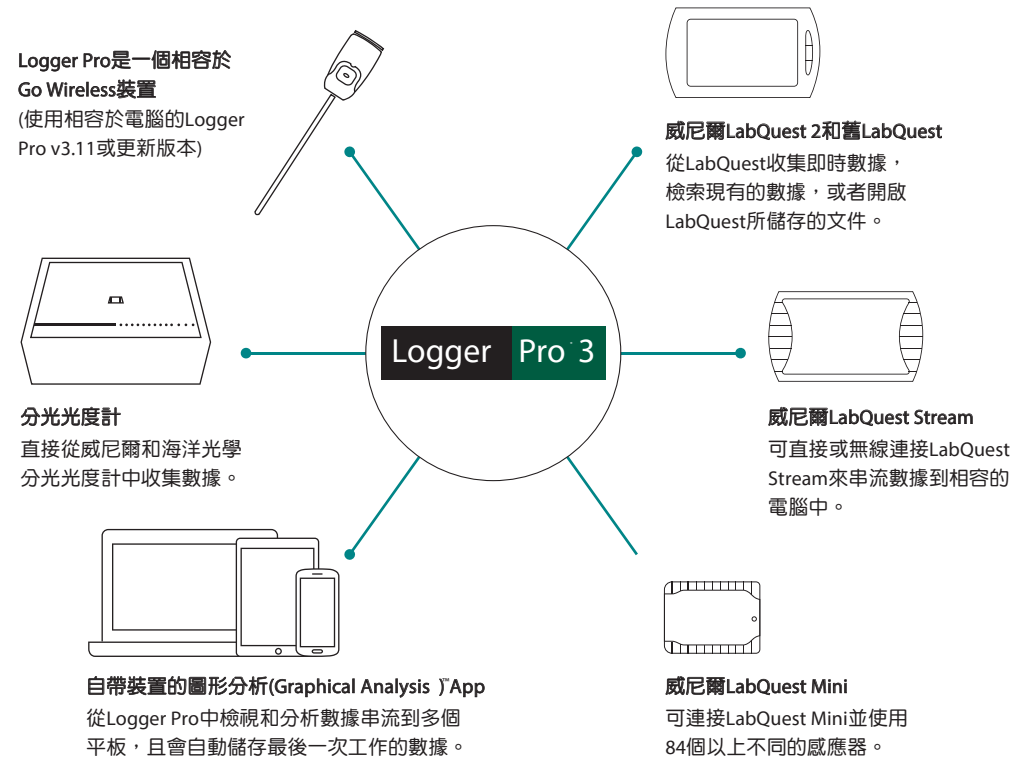 Logger Pro是一個相容於
Go Wireless裝置
(使用相容於電腦的Logger
Pro v3.11或更新版本)
威尼爾LabQuest 2和舊LabQuest
從LabQuest收集即時數據，
檢索現有的數據，或者開啟
LabQuest所儲存的文件。
Logger Pro 3
分光光度計
直接從威尼爾和海洋光學
分光光度計中收集數據。
威尼爾LabQuest Stream
可直接或無線連接LabQuest
Stream來串流數據到相容的
電腦中。
自帶裝置的圖形分析(Graphical Analysis )™App
從Logger Pro中檢視和分析數據串流到多個
平板，且會自動儲存最後一次工作的數據。
威尼爾LabQuest Mini
可連接LabQuest Mini並使用
84個以上不同的感應器。